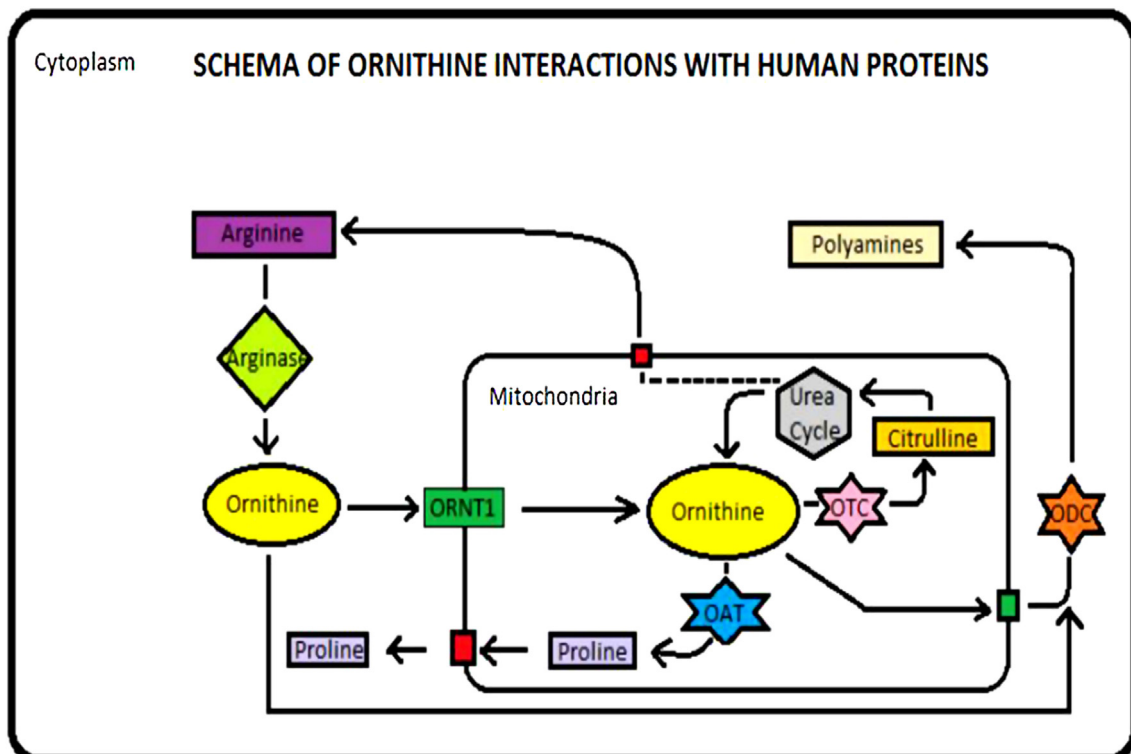 Cytoplasm
SCHEMA OF ORNITHINE INTERACTIONS WITH HUMAN PROTEINS
Arginine
Polyamines
Arginase
Mitochondria
Urea
Cycle
Citrulline
Ornithine
ORNT1
Ornithine
OTC
ODC
OAT
Proline
Proline